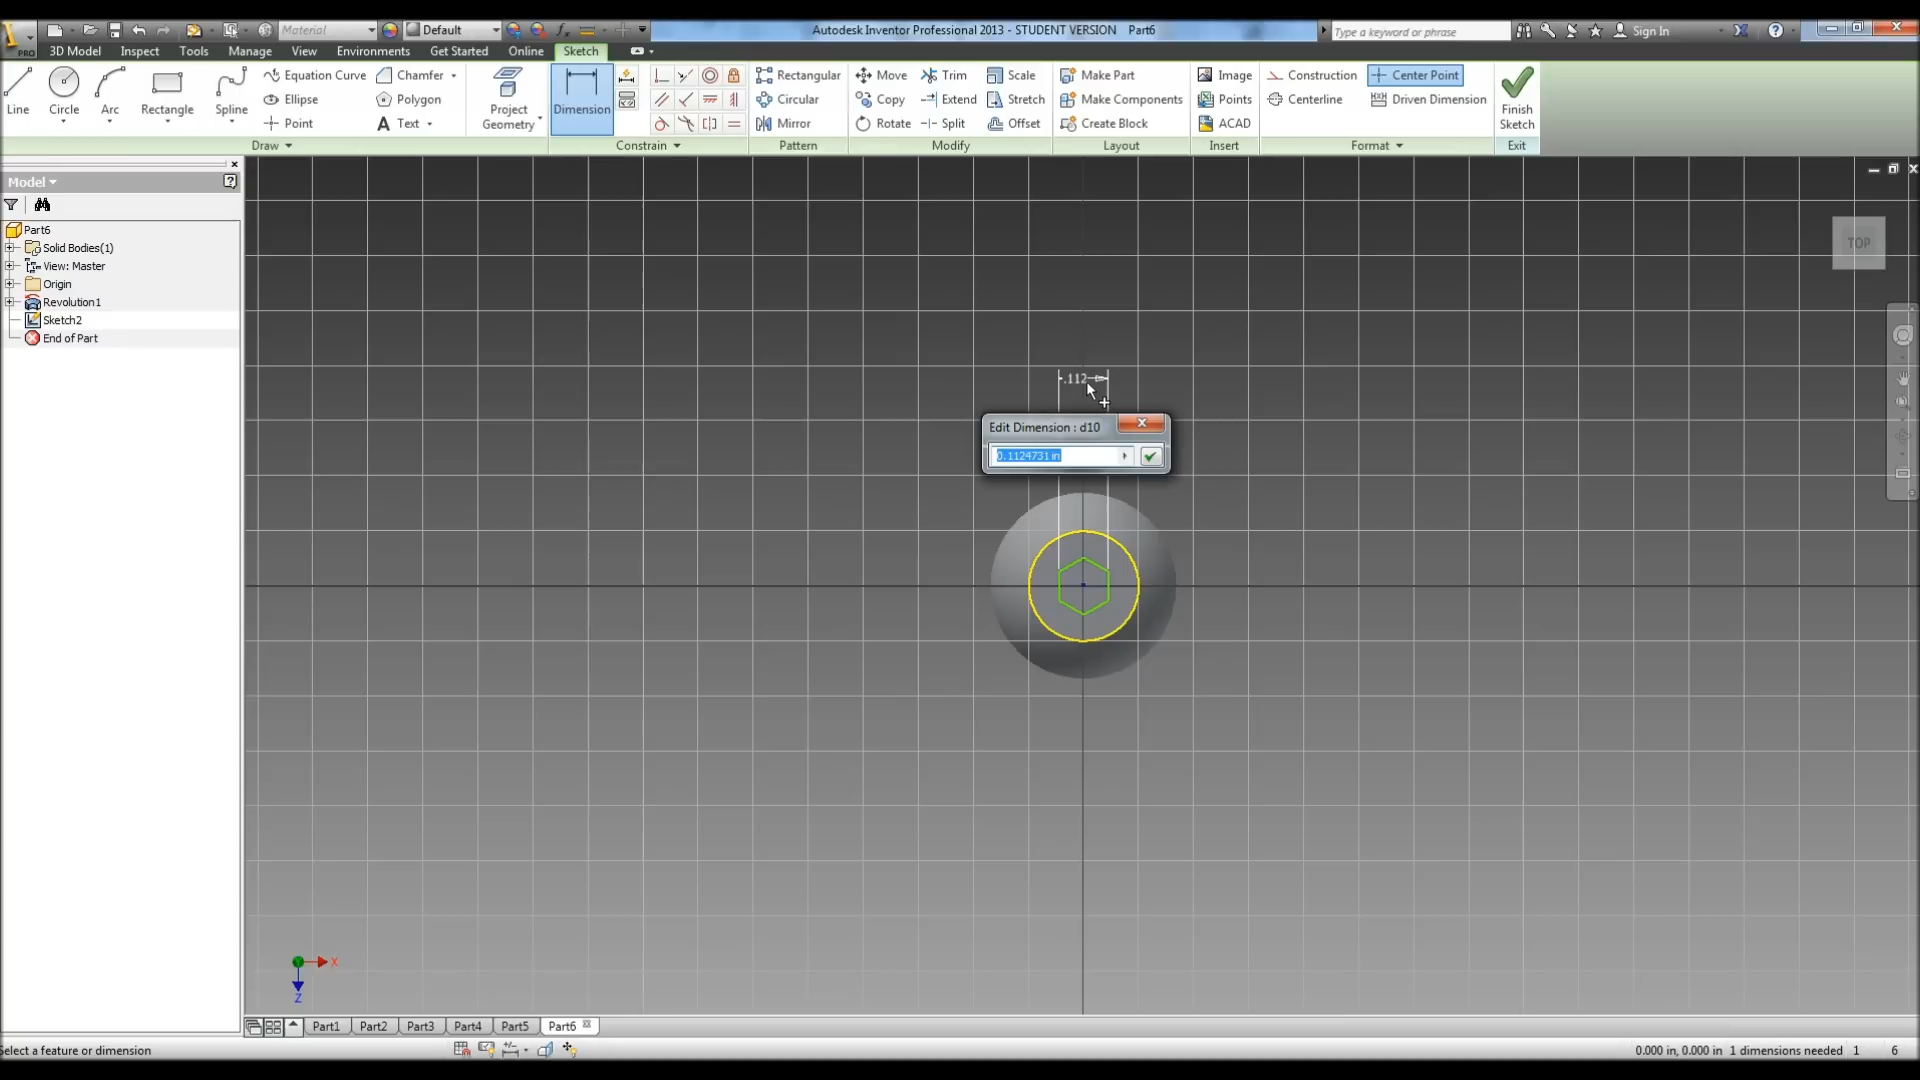 Material
Default
Autodesk Inventor Professional 2013 - STUDENT VERSION Part6
Type a keyword or phrase
Sign In
PRO
3D Model Inspect Tools Manage View Environments Get Started Online Sketch
Line
Circle
Arc
Rectangle
Spline
Equation Curve
Ellipse
Point
Chamfer
Polygon
Text
Project
Geometry
Dimension
Rectangular
Circular
Mirror
Move
Copy
Rotate
Trim
Extend
Split
Scale
Stretch
Offset
Make Part
Make Components
Create Block
Image
Points
ACAD
Construction
Centerline
Center Point
Driven Dimension
Finish
Sketch
Draw Constrain Pattern Modify Layout Insert Format Exit
Model
Part6
Solid Bodies(1)
View: Master
Origin
Revolution1
Sketch2
End of Part
TOP
.112
Edit Dimension : d10
0.1124731 in
X
Z
Part1 Part2 Part3 Part4 Part5 Part6
Select a feature or dimension
0.000 in, 0.000 in 1 dimensions needed 1 6